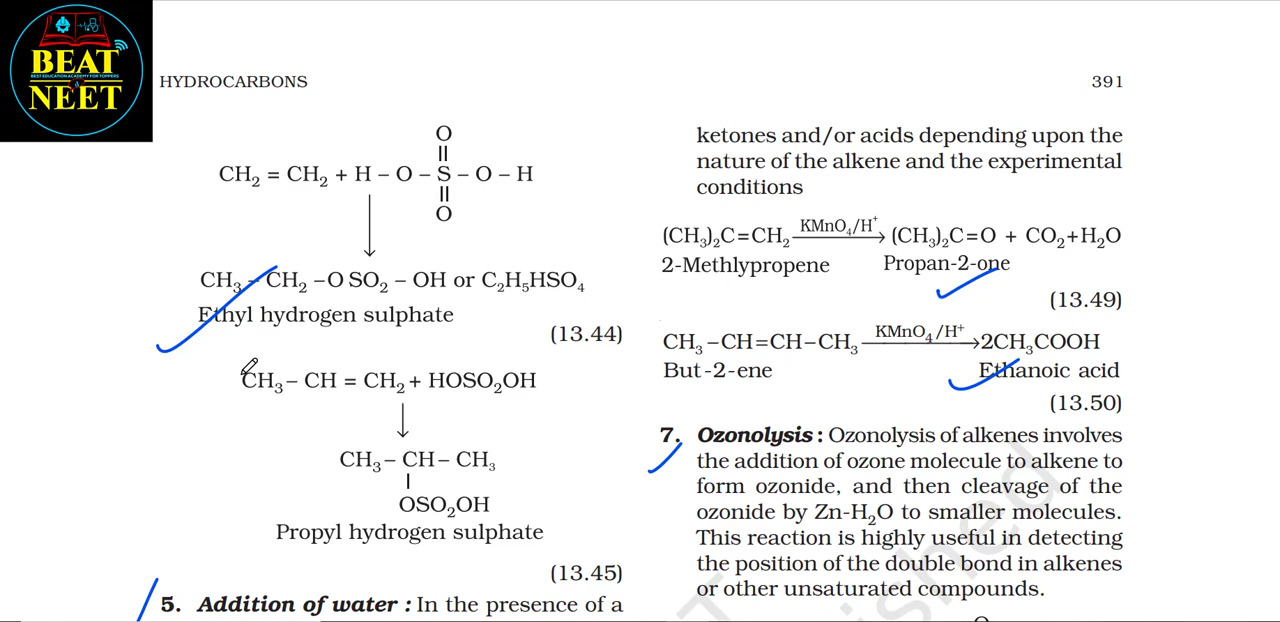 BEAT
BEST EDUCATION ACADEMY FOR TOPPERS
NEET
HYDROCARBONS
391
O
||
CH₂ = CH₂ + H – O – S – O – H
||
O
CH₃ – CH₂ –O SO₂ – OH or C₂H₅HSO₄
Ethyl hydrogen sulphate
(13.44)
CH₃ – CH = CH₂ + HOSO₂OH
CH₃ – CH – CH₃
|
OSO₂OH
Propyl hydrogen sulphate
(13.45)
5. Addition of water : In the presence of a
ketones and/or acids depending upon the
nature of the alkene and the experimental
conditions
KMnO₄/H⁺
(CH₃)₂C=CH₂ → (CH₃)₂C=O + CO₂+H₂O
2-Methlypropene Propan-2-one
(13.49)
KMnO₄/H⁺
CH₃ –CH=CH–CH₃ → 2CH₃COOH
But-2-ene Ethanoic acid
(13.50)
7. Ozonolysis : Ozonolysis of alkenes involves
the addition of ozone molecule to alkene to
form ozonide, and then cleavage of the
ozonide by Zn-H₂O to smaller molecules.
This reaction is highly useful in detecting
the position of the double bond in alkenes
or other unsaturated compounds.